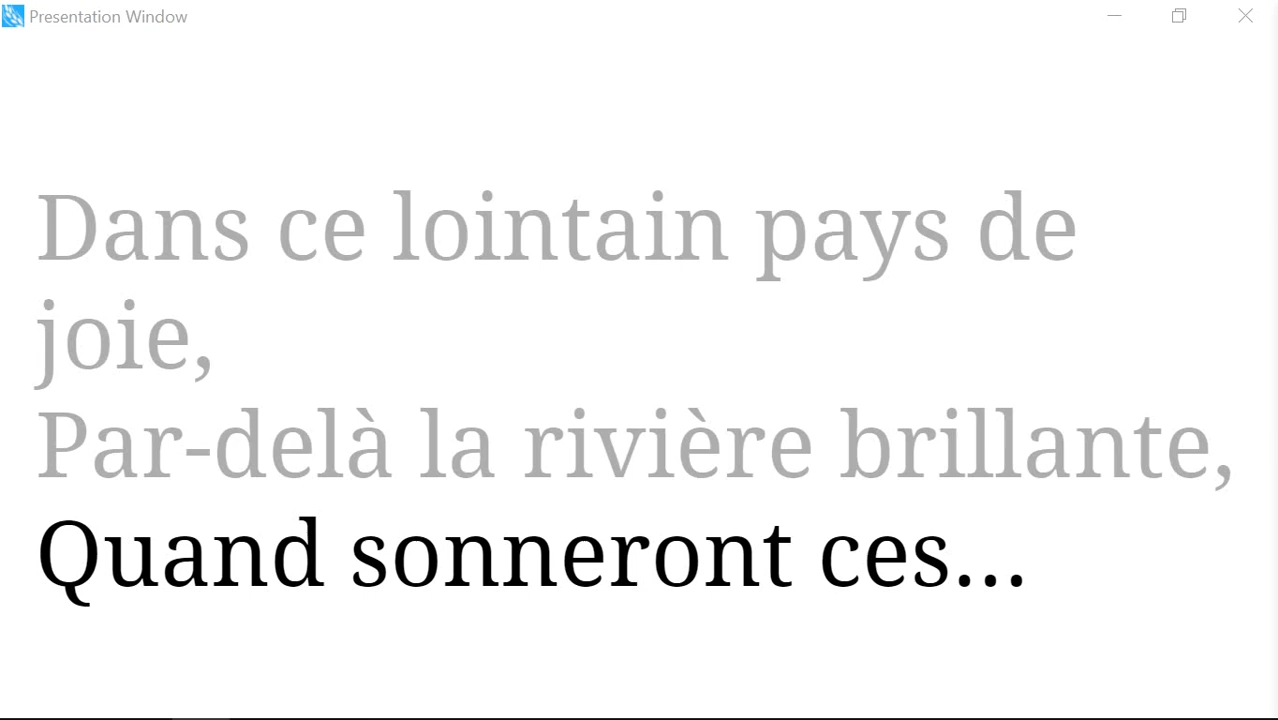 Presentation Window
Dans ce lointain pays de
joie,
Par-delà la rivière brillante,
Quand sonneront ces...